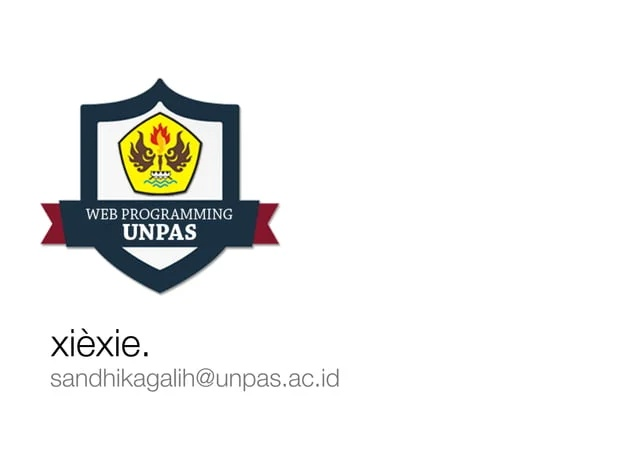 WEB PROGRAMMING
UNPAS
xièxie.
sandhikagalih@unpas.ac.id